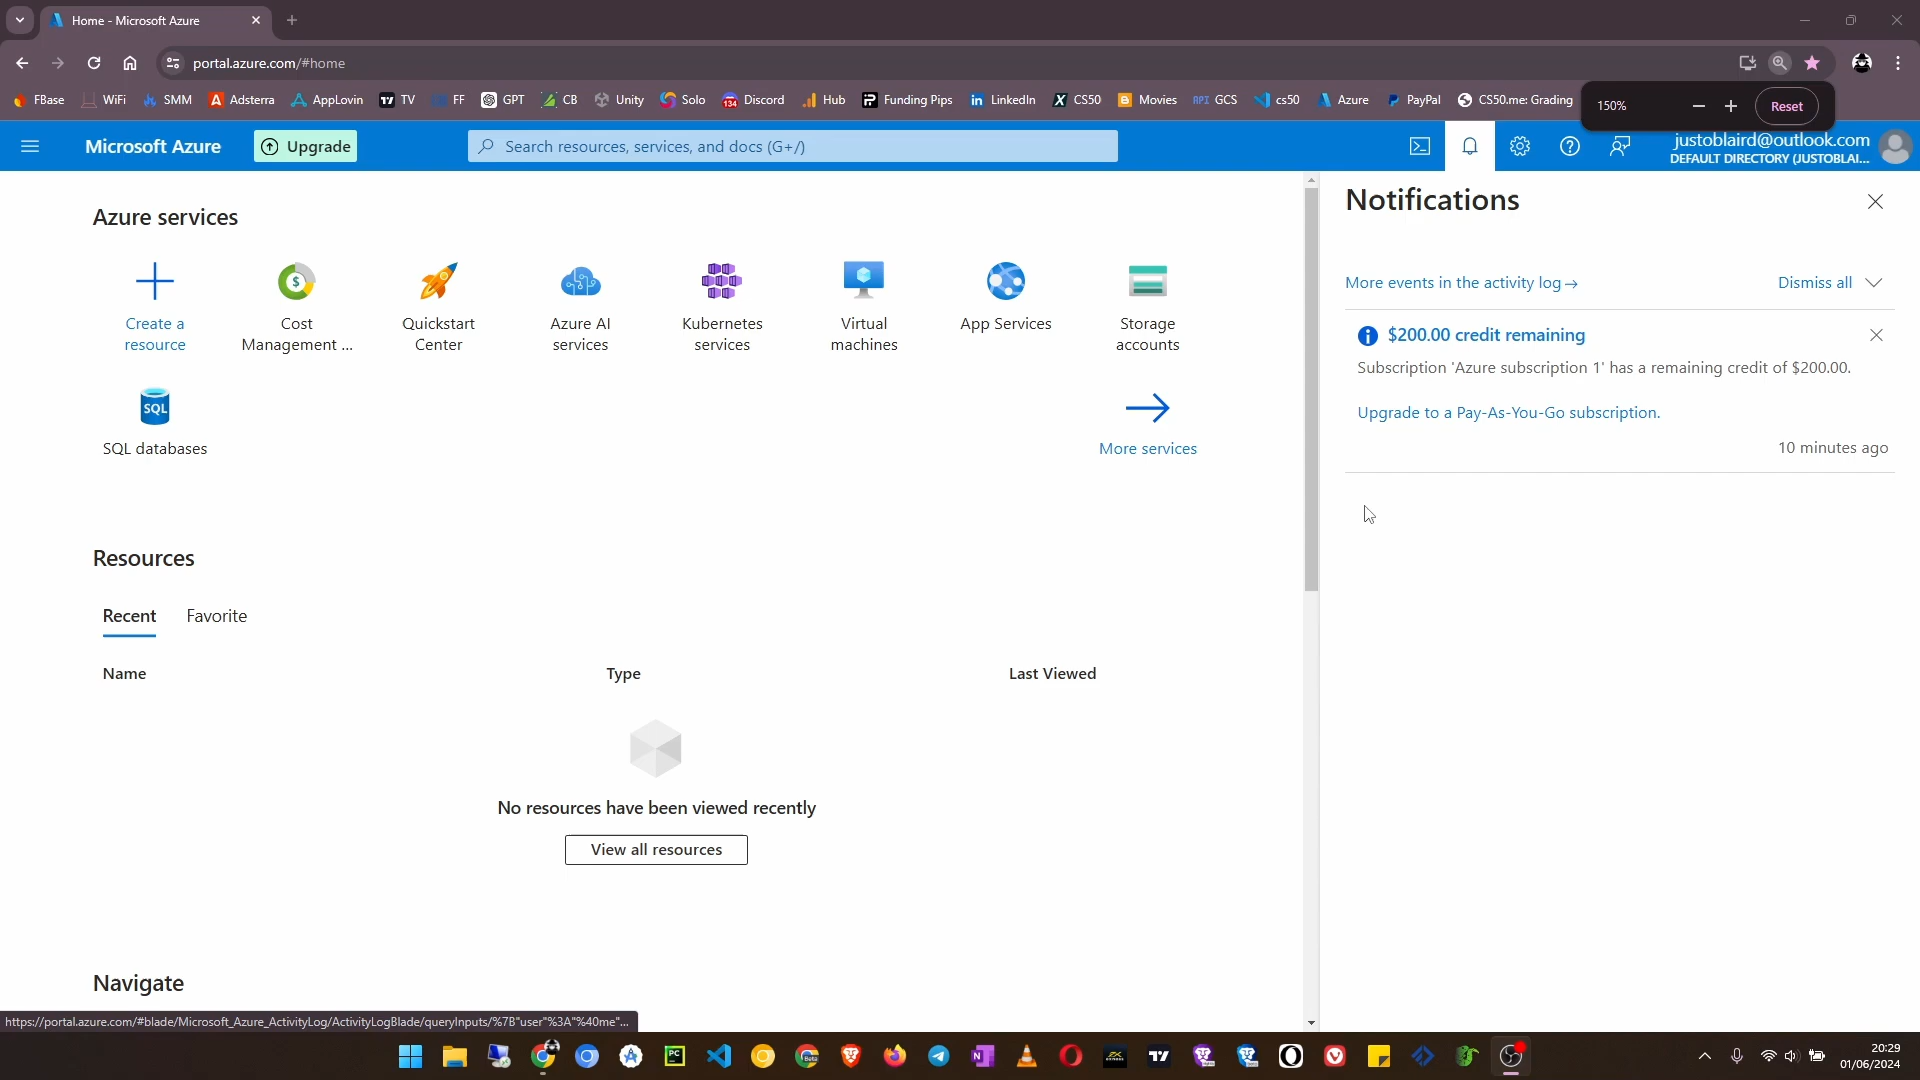 Home - Microsoft Azure
portal.azure.com/#home
FBase
WiFi
SMM
Adsterra
AppLovin
TV
FF
GPT
CB
Unity
Solo
134
Discord
Hub
Funding Pips
LinkedIn
CS50
Movies
API GCS
cs50
Azure
PayPal
CS50.me: Grading
150%
Reset
Microsoft Azure
Upgrade
Search resources, services, and docs (G+/)
justoblaird@outlook.com
DEFAULT DIRECTORY (JUSTOBLAI...
Azure services
Create a resource
Cost Management ...
Quickstart Center
Azure AI services
Kubernetes services
Virtual machines
App Services
Storage accounts
SQL
SQL databases
More services
Resources
Recent
Favorite
Name
Type
Last Viewed
No resources have been viewed recently
View all resources
Navigate
Notifications
More events in the activity log→
Dismiss all
$200.00 credit remaining
Subscription 'Azure subscription 1' has a remaining credit of $200.00.
Upgrade to a Pay-As-You-Go subscription.
10 minutes ago
https://portal.azure.com/#blade/Microsoft_Azure_ActivityLog/ActivityLogBlade/queryInputs/%7B"user"%3A"%40me"...
20:29
01/06/2024